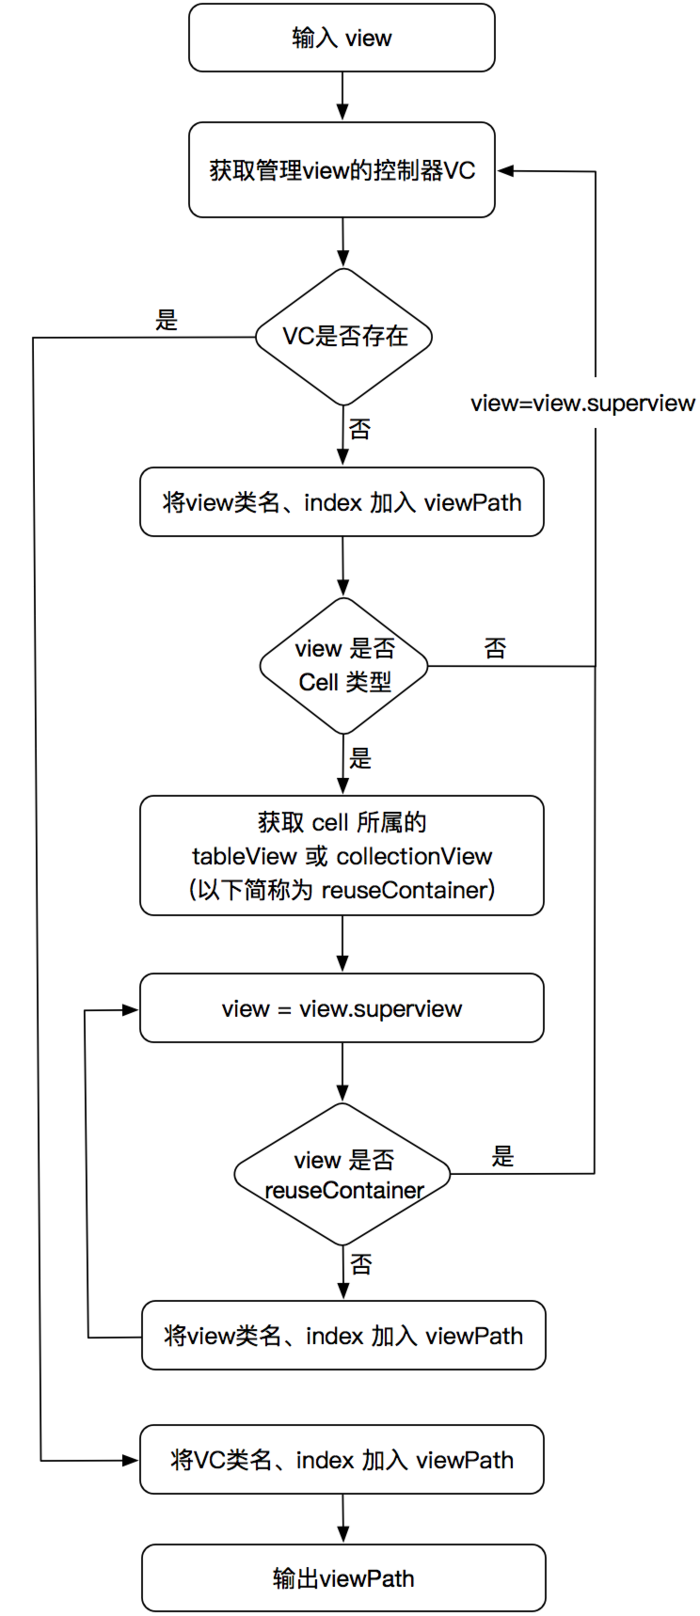 输入 view
获取管理view的控制器VC
是
VC是否存在
view=view.superview
否
将view类名、index 加入 viewPath
view 是否
Cell 类型
否
是
获取 cell 所属的
tableView 或 collectionView
（以下简称为 reuseContainer）
view = view.superview
view 是否
reuseContainer
是
否
将view类名、index 加入 viewPath
将VC类名、index 加入 viewPath
输出viewPath